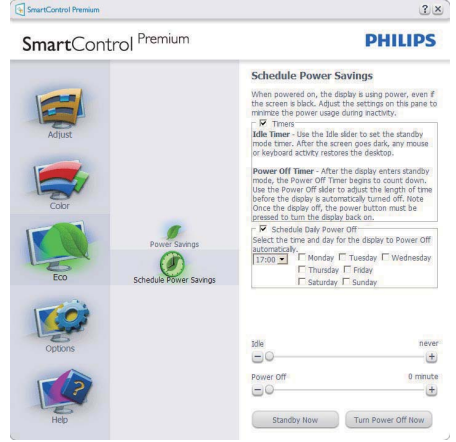 SmartControl Premium
SmartControl Premium
PHILIPS
Adjust
Color
Eco
Options
Help
Power Savings
Schedule Power Savings
Schedule Power Savings
When powered on, the display is using power, even if
the screen is black. Adjust the settings on this pane to
minimize the power usage during inactivity.
Timers
Idle Timer - Use the Idle slider to set the standby
mode timer. After the screen goes dark, any mouse
or keyboard activity restores the desktop.
Power Off Timer - After the display enters standby
mode, the Power Off Timer begins to count down.
Use the Power Off slider to adjust the length of time
before the display is automatically turned off. Note
Once the display off, the power button must be
pressed to turn the display back on.
Schedule Daily Power Off
Select the time and day for the display to Power Off
automatically.
17:00 Monday Tuesday Wednesday
Thursday Friday
Saturday Sunday
Idle never
Power Off 0 minute
Standby Now Turn Power Off Now